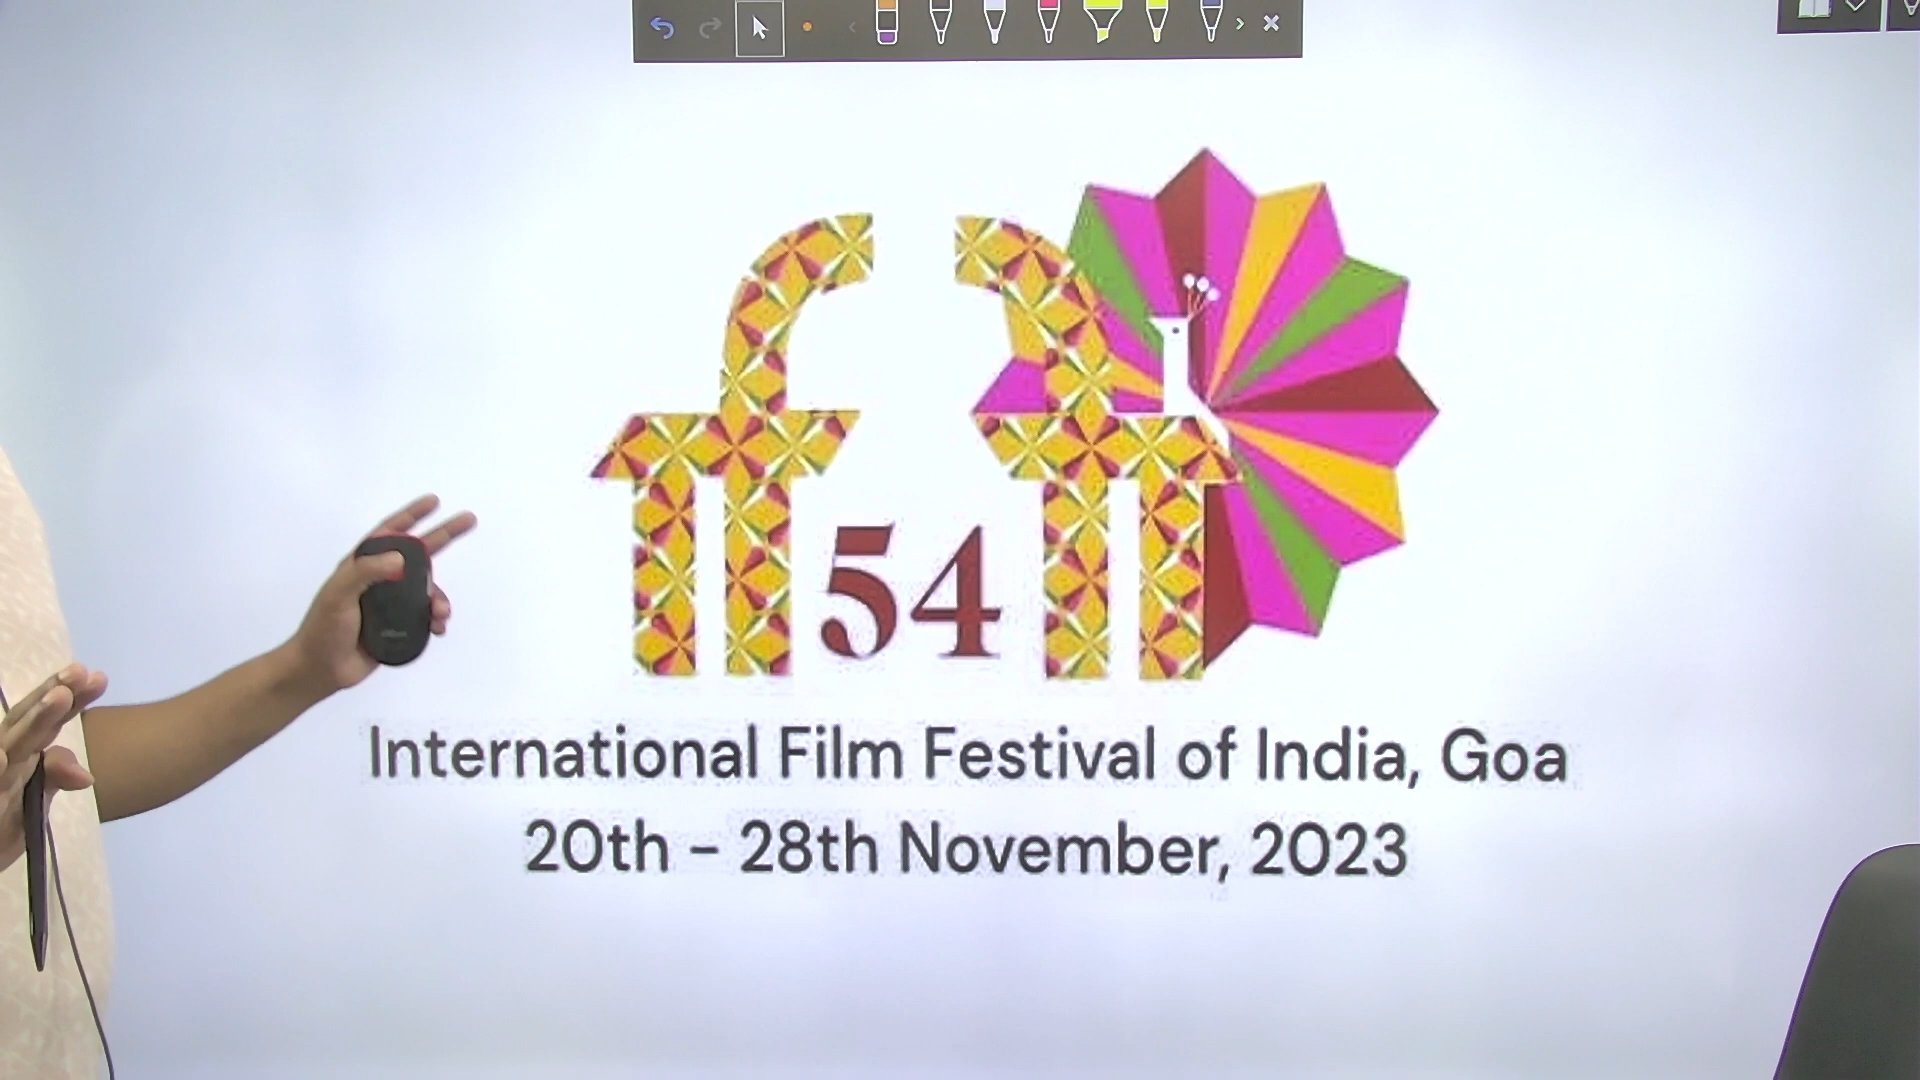 iffi
54
International Film Festival of India, Goa
20th – 28th November, 2023